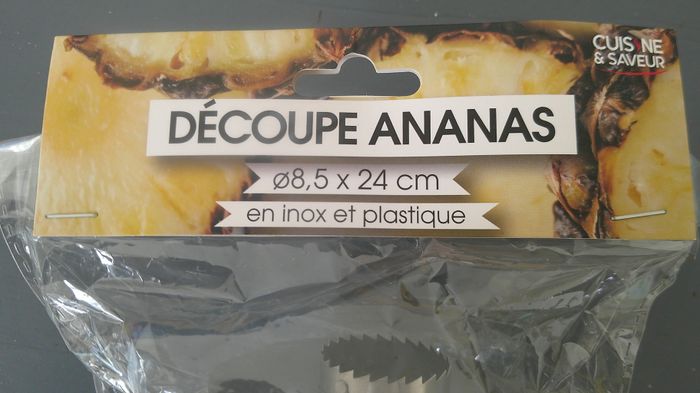 CUISINE
& SAVEUR
DÉCOUPE ANANAS
ø8,5 x 24 cm
en inox et plastique